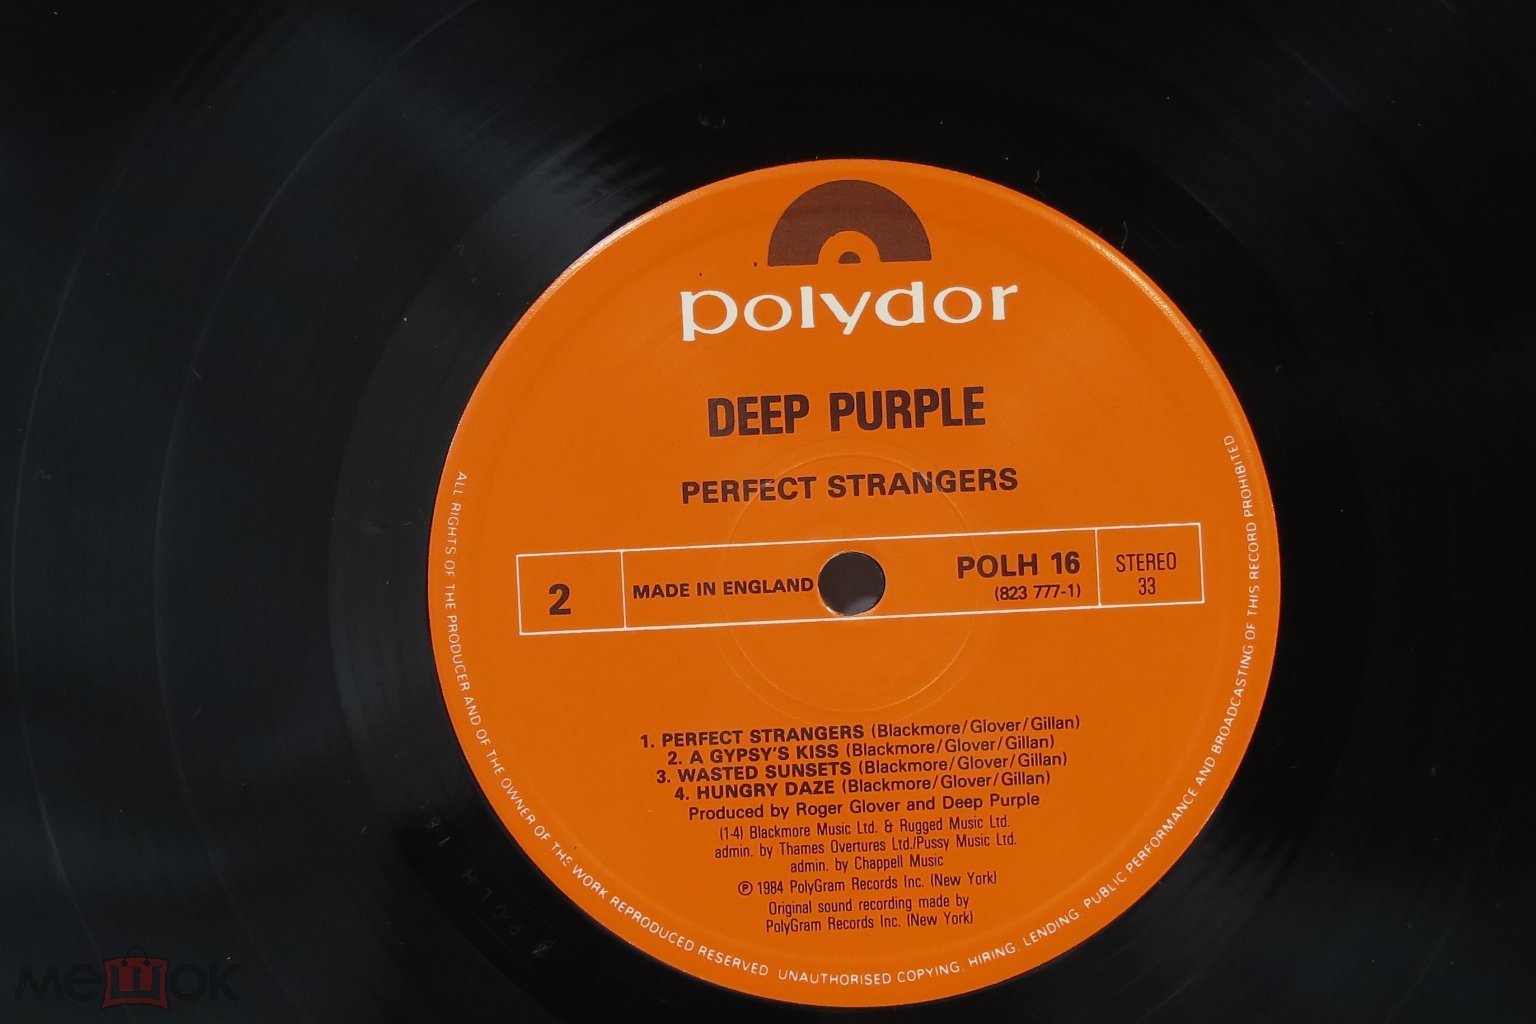 polydor
DEEP PURPLE
PERFECT STRANGERS
2
MADE IN ENGLAND
POLH 16
(823 777-1)
STEREO
33
1. PERFECT STRANGERS (Blackmore/Glover/Gillan)
2. A GYPSY'S KISS (Blackmore/Glover/Gillan)
3. WASTED SUNSETS (Blackmore/Glover/Gillan)
4. HUNGRY DAZE (Blackmore/Glover/Gillan)
Produced by Roger Glover and Deep Purple
(1-4) Blackmore Music Ltd. & Rugged Music Ltd.
admin. by Thames Overtures Ltd./Pussy Music Ltd.
admin. by Chappell Music
℗ 1984 PolyGram Records Inc. (New York)
Original sound recording made by
PolyGram Records Inc. (New York)
ALL RIGHTS OF THE PRODUCER AND OF THE OWNER OF THE WORK REPRODUCED RESERVED. UNAUTHORISED COPYING, HIRING, LENDING, PUBLIC PERFORMANCE AND BROADCASTING OF THIS RECORD PROHIBITED
мешок